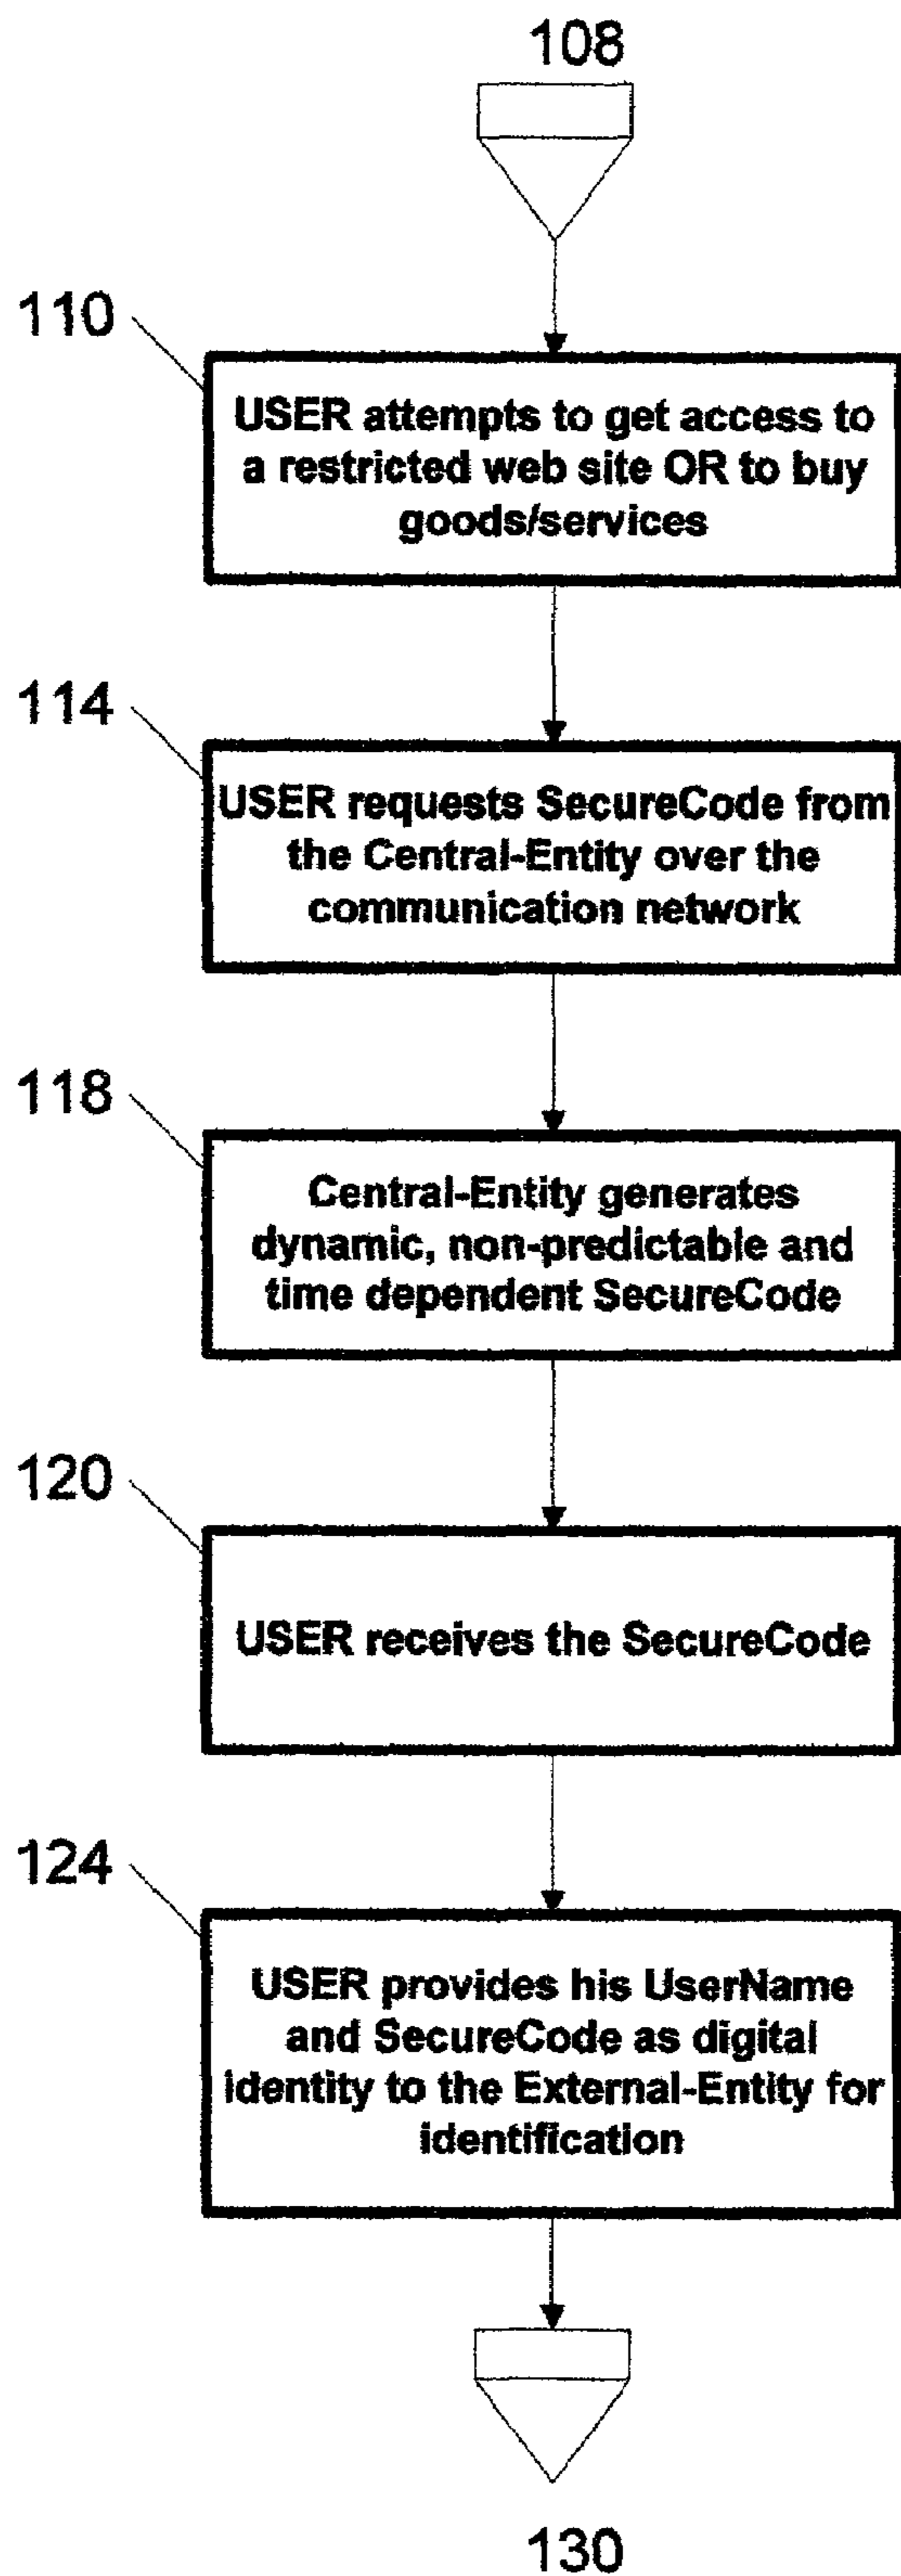 108
110
USER attempts to get access to
a restricted web site OR to buy
goods/services
114
USER requests SecureCode from
the Central-Entity over the
communication network
118
Central-Entity generates
dynamic, non-predictable and
time dependent SecureCode
120
USER receives the SecureCode
124
USER provides his UserName
and SecureCode as digital
identity to the External-Entity for
identification
130